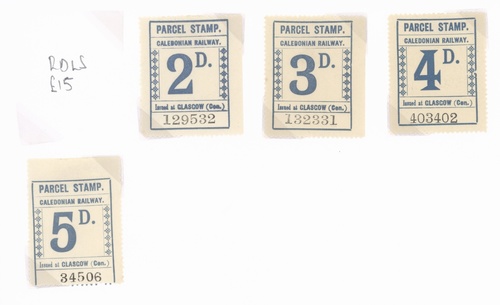 RDLS
£15
PARCEL STAMP.
CALEDONIAN RAILWAY.
2D.
Issued at GLASGOW (Cen.)
129532
PARCEL STAMP.
CALEDONIAN RAILWAY.
3D.
Issued at GLASGOW (Cen.)
132331
PARCEL STAMP.
CALEDONIAN RAILWAY.
4D.
Issued at GLASGOW (Cen.)
403402
PARCEL STAMP.
CALEDONIAN RAILWAY.
5D.
Issued at GLASGOW (Cen.)
34506